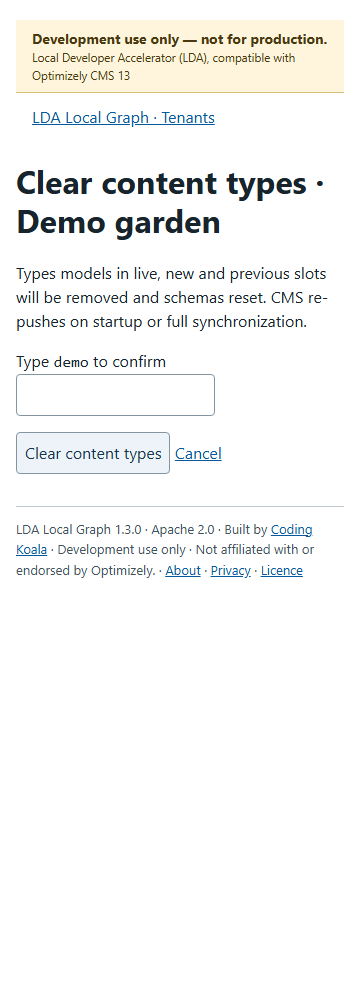 Development use only — not for production.
Local Developer Accelerator (LDA), compatible with
Optimizely CMS 13
LDA Local Graph · Tenants
Clear content types ·
Demo garden
Types models in live, new and previous slots
will be removed and schemas reset. CMS re-
pushes on startup or full synchronization.
Type demo to confirm
Clear content types Cancel
LDA Local Graph 1.3.0 · Apache 2.0 · Built by Coding
Koala · Development use only · Not affiliated with or
endorsed by Optimizely. · About · Privacy · Licence